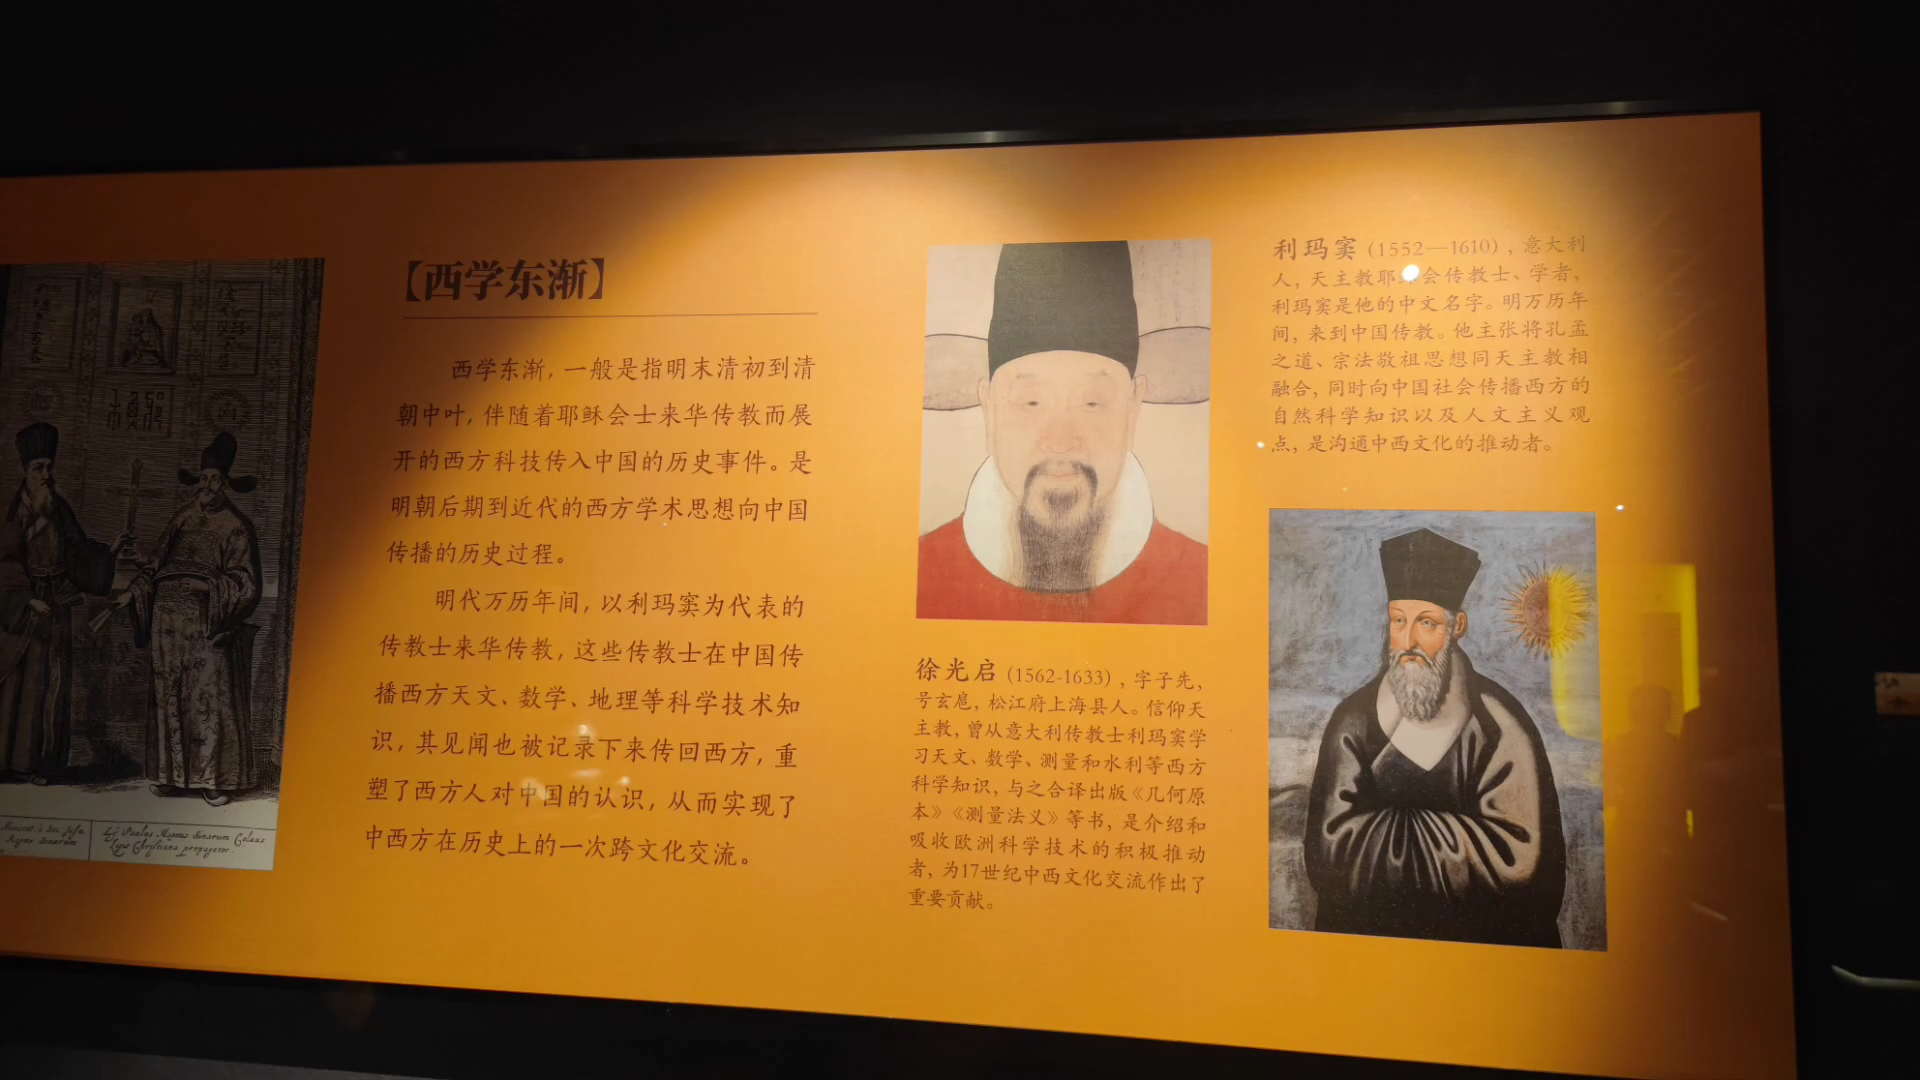 【西学东渐】
西学东渐，一般是指明末清初到清
朝中叶，伴随着耶稣会士来华传教而展
开的西方科技传入中国的历史事件。是
明朝后期到近代的西方学术思想向中国
传播的历史过程。
明代万历年间，以利玛窦为代表的
传教士来华传教，这些传教士在中国传
播西方天文、数学、地理等科学技术知
识，其见闻也被记录下来传回西方，重
塑了西方人对中国的认识，从而实现了
中西方在历史上的一次跨文化交流。
徐光启 (1562-1633) ，字子先，
号玄扈，松江府上海县人。信仰天
主教，曾从意大利传教士利玛窦学
习天文、数学、测量和水利等西方
科学知识，与之合译出版《几何原
本》《测量法义》等书，是介绍和
吸收欧洲科学技术的积极推动
者，为17世纪中西文化交流作出了
重要贡献。
利玛窦 (1552—1610) ，意大利
人，天主教耶稣会传教士、学者，
利玛窦是他的中文名字。明万历年
间，来到中国传教。他主张将孔孟
之道、宗法敬祖思想同天主教相
融合，同时向中国社会传播西方的
自然科学知识以及人文主义观
点，是沟通中西文化的推动者。